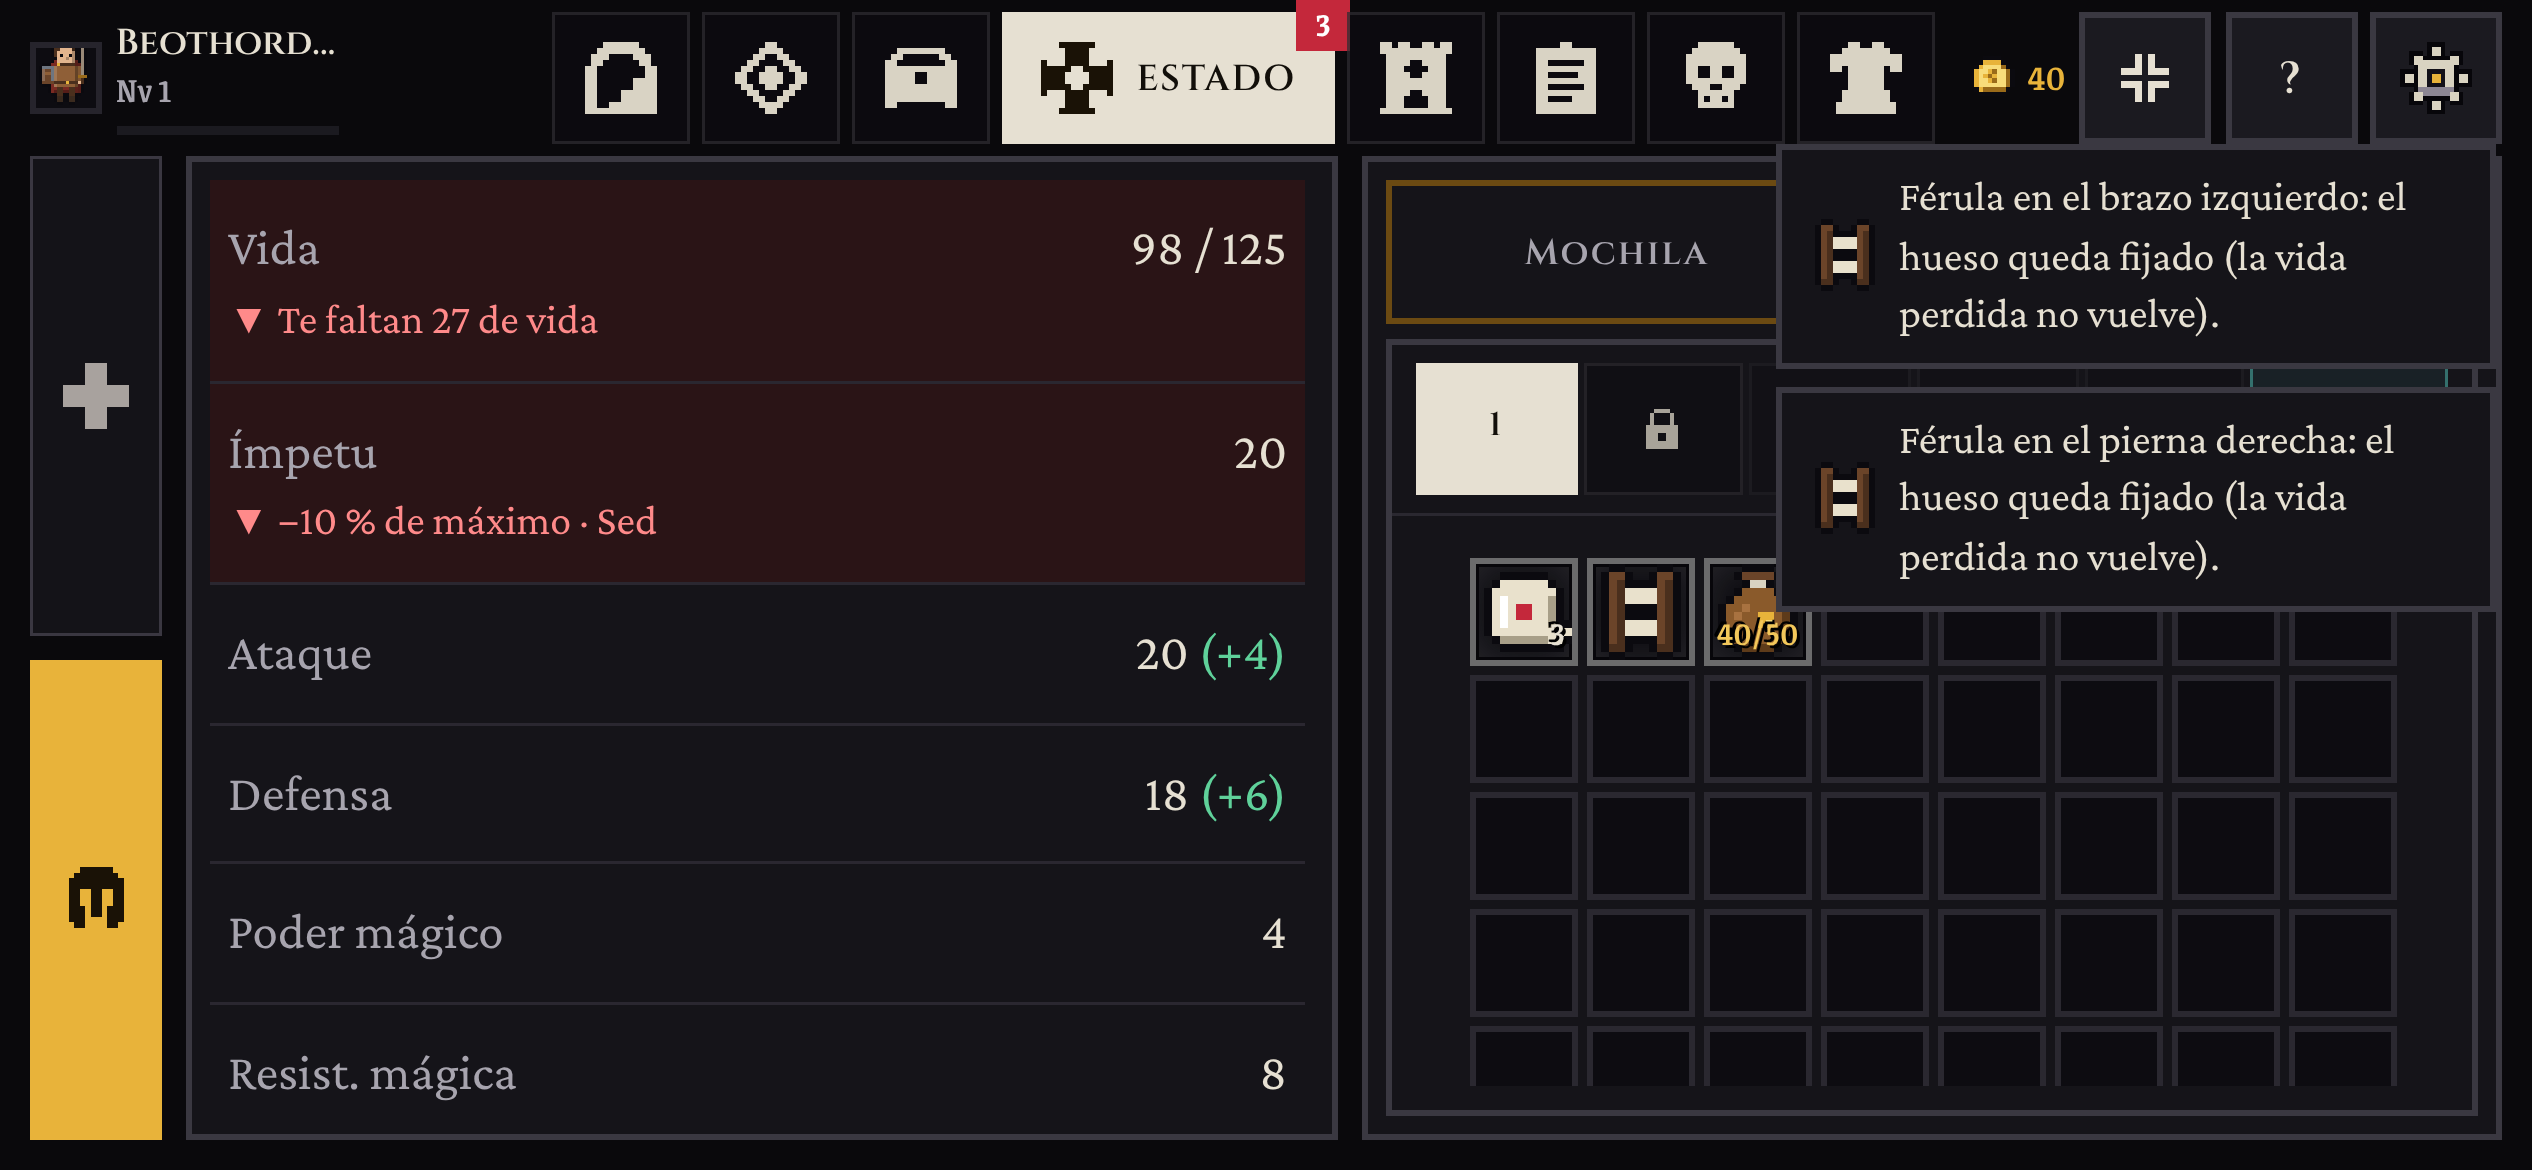 BEOTHORD...
Nv 1
ESTADO
3
40
?
Vida
98 / 125
▼ Te faltan 27 de vida
Ímpetu
20
▼ −10 % de máximo · Sed
Ataque
20 (+4)
Defensa
18 (+6)
Poder mágico
4
Resist. mágica
8
MOCHILA
Férula en el brazo izquierdo: el
hueso queda fijado (la vida
perdida no vuelve).
1
Férula en el pierna derecha: el
hueso queda fijado (la vida
perdida no vuelve).
3
40/50